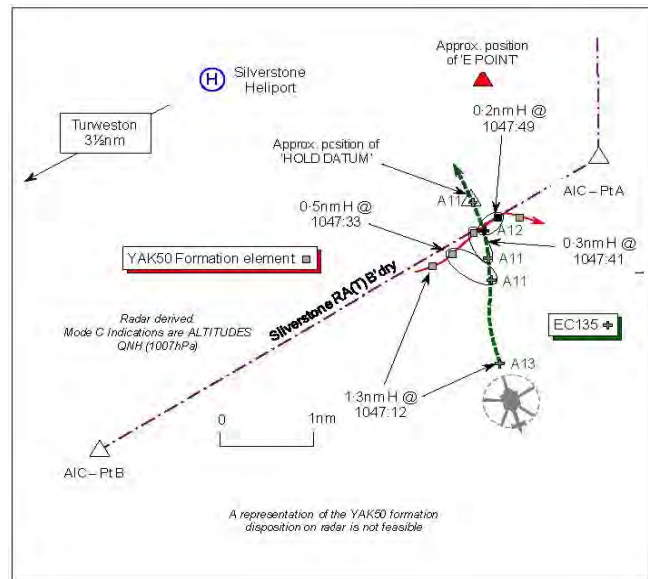 Approx. position
of 'E POINT'
H
Silverstone
Heliport
0·2nm H @
1047:49
Turweston
3½nm
Approx. position of
'HOLD DATUM'
AIC – Pt A
A11
0·5nm H @
1047:33
A12
0·3nm H @
1047:41
A11
YAK50 Formation element
A11
Silverstone RA(T) B'dry
Radar derived.
Mode C Indications are ALTITUDES
QNH (1007hPa)
EC135
A13
1·3nm H @
1047:12
0
1nm
AIC – Pt B
A representation of the YAK50 formation
disposition on radar is not feasible